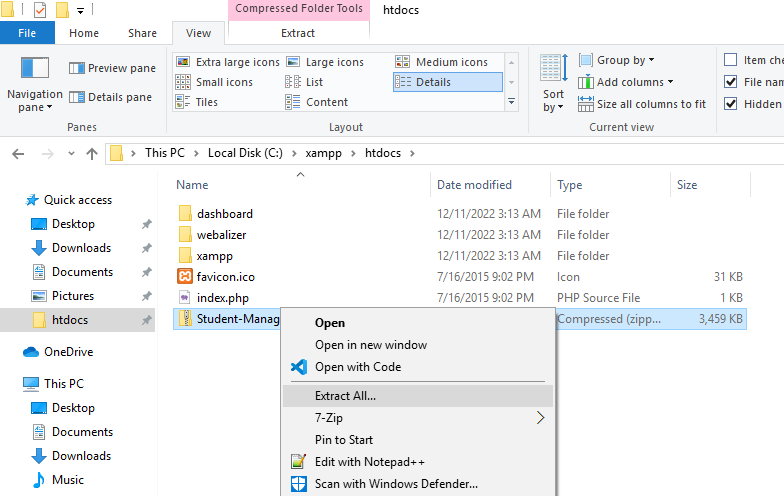 Compressed Folder Tools htdocs
File Home Share View Extract
Extra large icons Large icons Medium icons Group by Item che
Preview pane Small icons List Details Add columns File nam
Navigation pane Details pane Tiles Content Sort by Size all columns to fit Hidden
Panes Layout Current view
This PC Local Disk (C:) xampp htdocs
Name Date modified Type Size
Quick access
Desktop dashboard 12/11/2022 3:13 AM File folder
webalizer 12/11/2022 3:13 AM File folder
Downloads
xampp 12/11/2022 3:13 AM File folder
Documents
favicon.ico 7/16/2015 9:02 PM Icon 31 KB
Pictures index.php 7/16/2015 9:02 PM PHP Source File 1 KB
htdocs Student-Manag Compressed (zipp... 3,459 KB
Open
Open in new window
OneDrive
Open with Code
This PC
Extract All...
Desktop
7-Zip
Documents Pin to Start
Downloads Edit with Notepad++
Music Scan with Windows Defender...